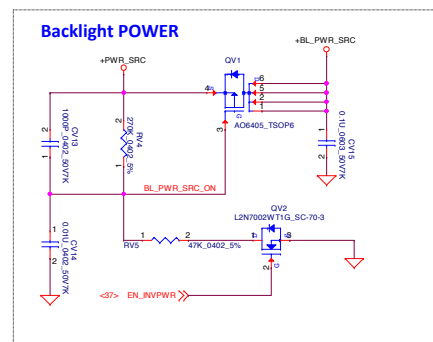 Backlight POWER
+BL_PWR_SRC
+PWR_SRC
QV1
4
S
D
6
5
2
1
G
3
AO6405_TSOP6
2
1
CV13
1000P_0402_50V7K
2
1
RV4
270K_0402_5%
2
1
CV15
0.1U_0603_50V7K
BL_PWR_SRC_ON
QV2
L2N7002WT1G_SC-70-3
1
2
CV14
0.01U_0402_50V7K
1
2
RV5
47K_0402_5%
1
3
2
<37>
EN_INVPWR